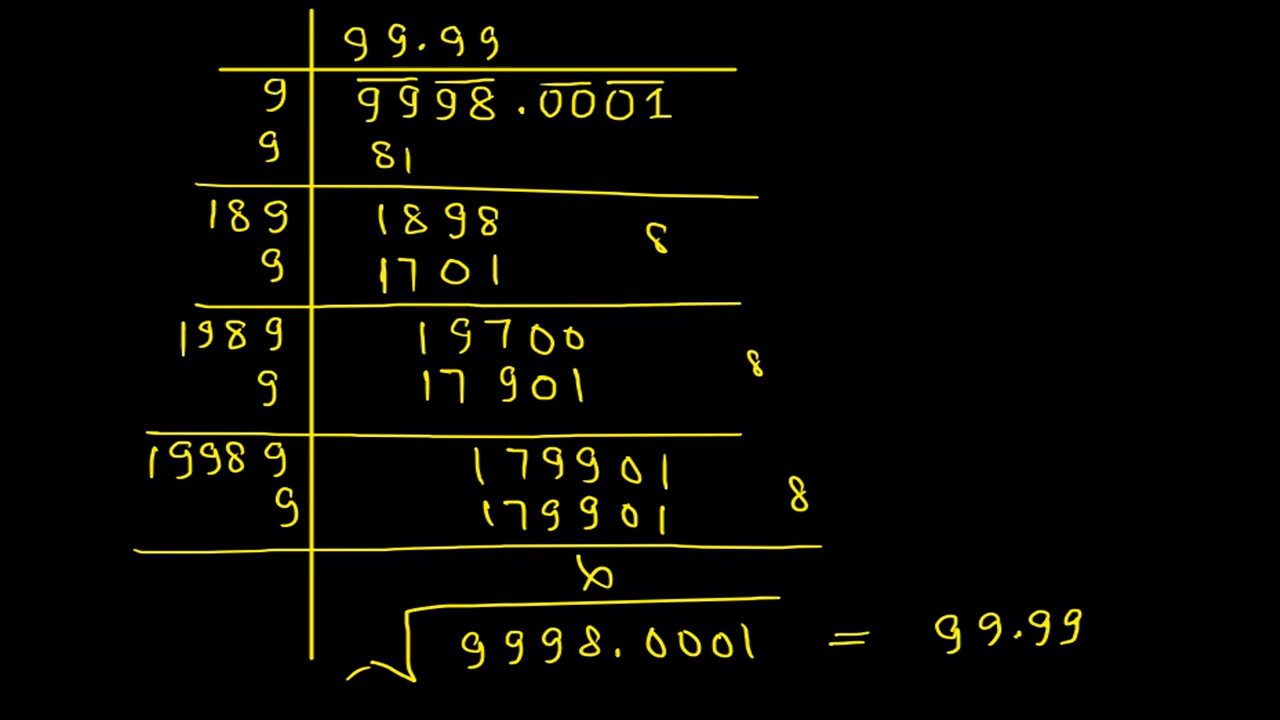 99.99
9 9998.0001
9 81
189 1898 8
9 1701
1989 19700
9 17901 8
19989 179901
9 179901 8
x
√9998.0001 = 99.99